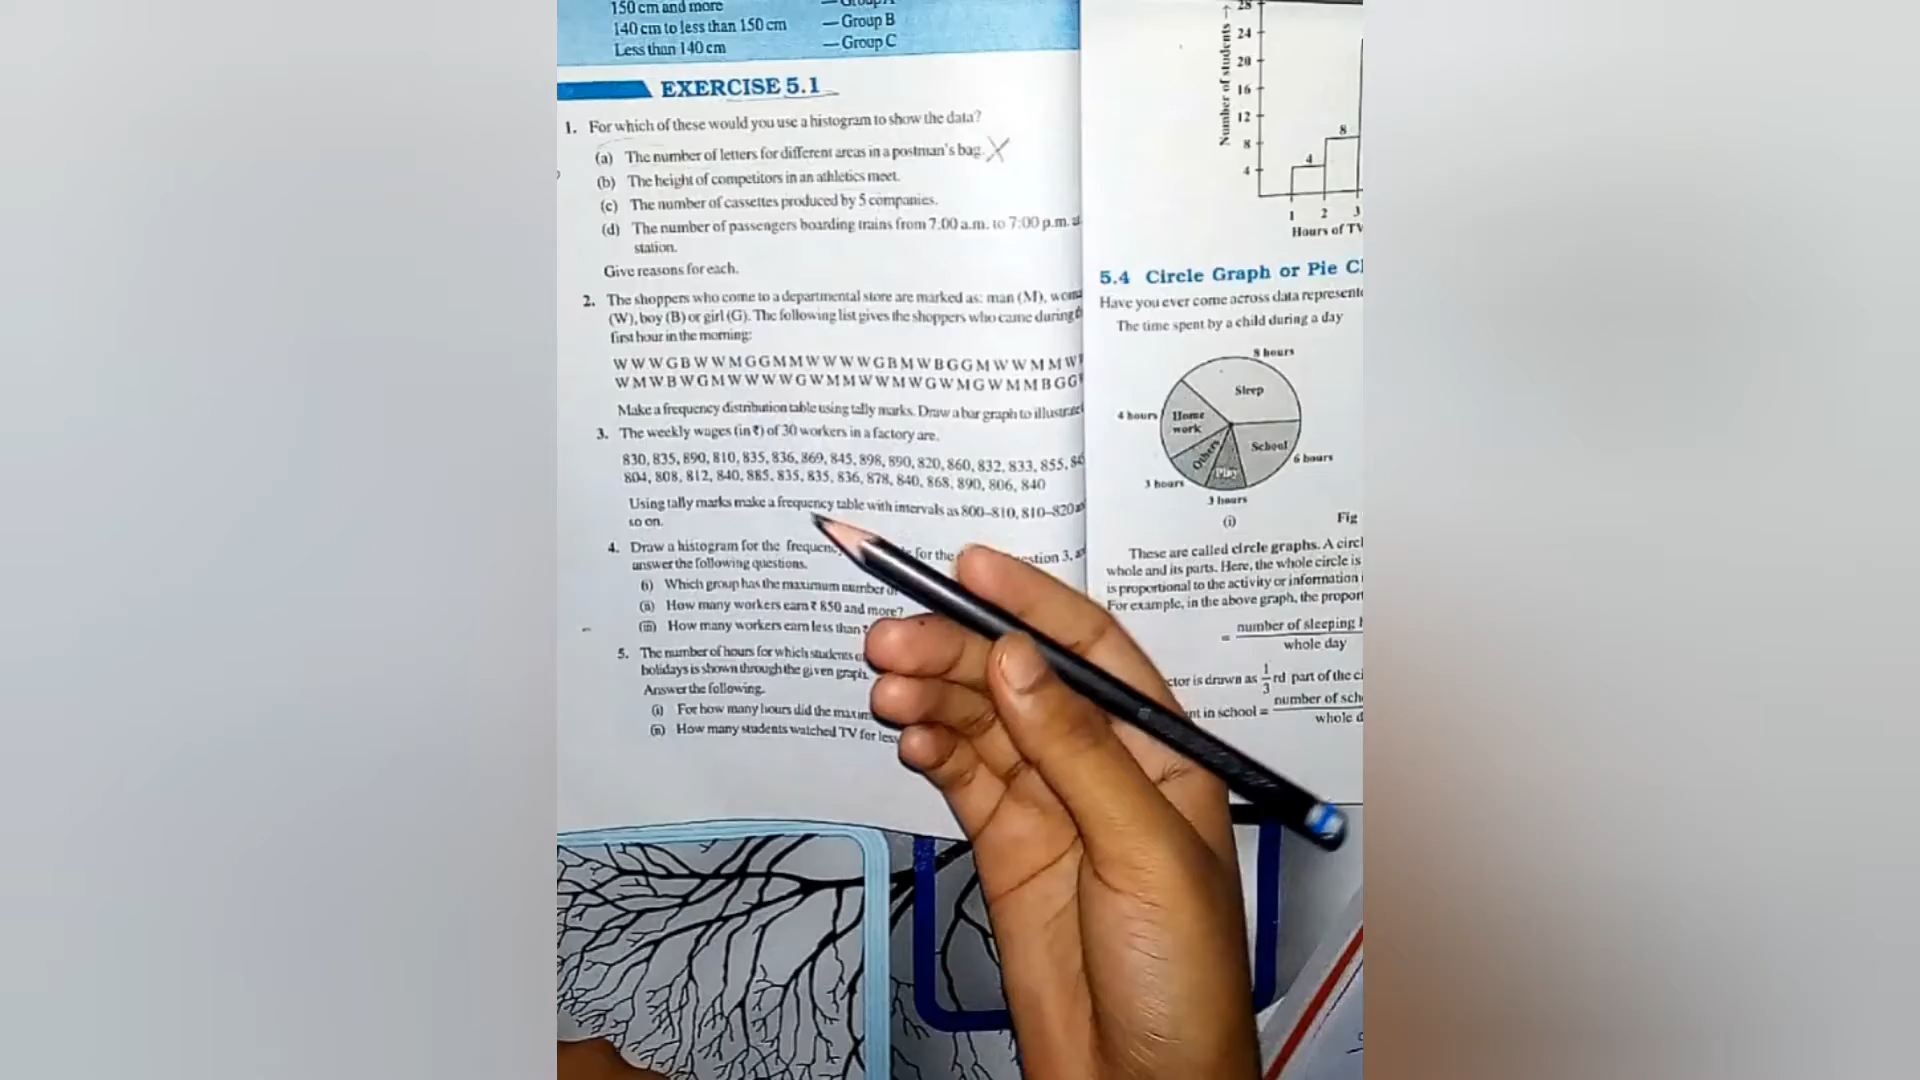 150 cm and more — Group A
140 cm to less than 150 cm — Group B
Less than 140 cm — Group C
EXERCISE 5.1
1. For which of these would you use a histogram to show the data?
(a) The number of letters for different areas in a postman's bag.
(b) The height of competitors in an athletics meet.
(c) The number of cassettes produced by 5 companies.
(d) The number of passengers boarding trains from 7:00 a.m. to 7:00 p.m.
station.
Give reasons for each.
2. The shoppers who come to a departmental store are marked as: man (M),
(W), boy (B) or girl (G). The following list gives the shoppers who came during
first hour in the morning:
W W W G B W W M G G M M W W W W G B M W B G G M W W M M W
W M W B W G M W W W W G W M M W W M W G W M G W M M B G G
Make a frequency distribution table using tally marks. Draw a bar graph to
3. The weekly wages (in ₹) of 30 workers in a factory are.
830, 835, 890, 810, 835, 836, 869, 845, 898, 890, 820, 860, 832, 833, 855,
804, 808, 812, 840, 885, 835, 835, 836, 878, 840, 868, 890, 806, 840
Using tally marks make a frequency table with intervals as 800–810, 810–820
so on.
4. Draw a histogram for the for the 3,
answer the following questions.
(i) Which group has the maximum number
(ii) How many workers earn ₹ 850 and more?
(iii) How many workers earn less than
5. The number of hours for which students
holidays is shown through the given graph.
Answer the following.
(i) For how many hours did the
(ii) How many students watched TV for
Number of students →
28
24
20
16
12
8
4
4
8
1 2 3
Hours of TV
5.4 Circle Graph or Pie
Have you ever come across data
The time spent by a child during a day
8 hours
Sleep
4 hours
Home
work
School
6 hours
Others
Play
3 hours
3 hours
(i)
Fig
These are called circle graphs. A
whole and its parts. Here, the whole circle is
is proportional to the activity or information
For example, in the above graph, the
= number of sleeping
whole day
is drawn as 1/3 rd part of the
in school = number of
whole